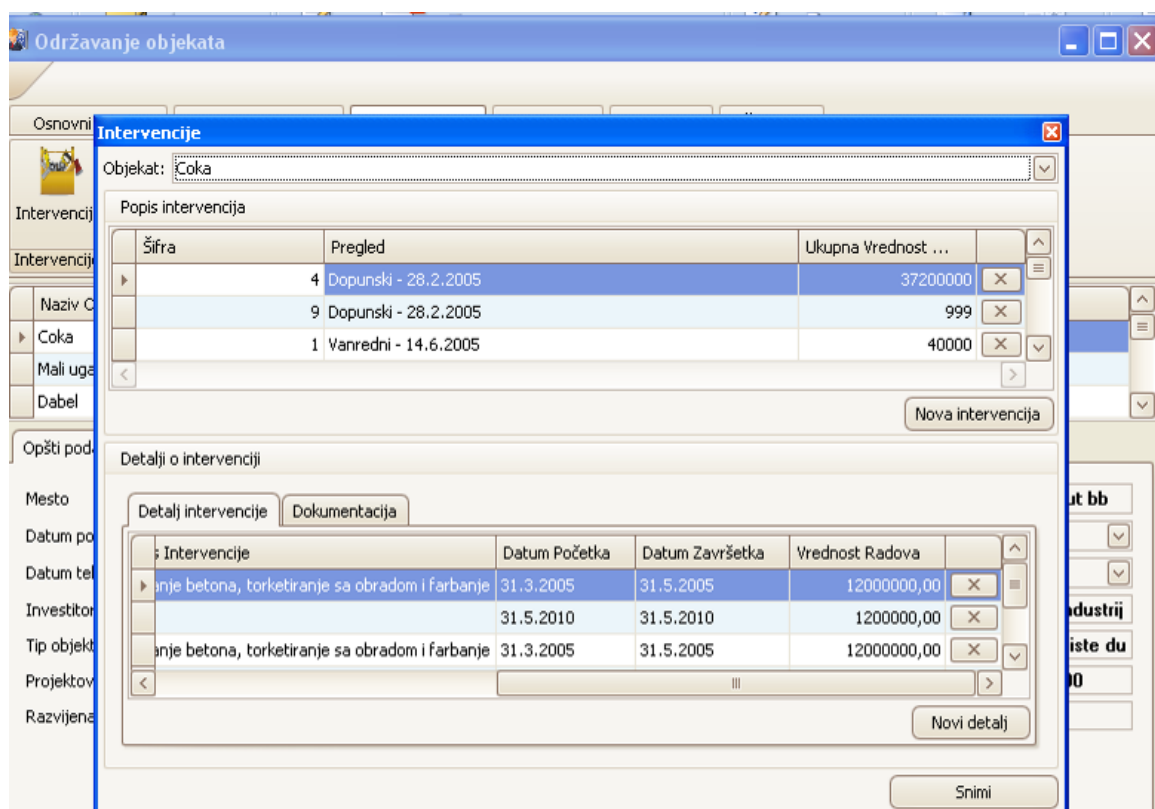 Održavanje objekata
Osnovni
Intervencije
Objekat: Coka
Intervencij
Popis intervencija
Šifra Pregled Ukupna Vrednost ...
Intervencij
4 Dopunski - 28.2.2005 37200000
9 Dopunski - 28.2.2005 999
1 Vanredni - 14.6.2005 40000
Naziv O
Coka
Mali uga
Dabel
Nova intervencija
Opšti poda
Detalji o intervenciji
Mesto ut bb
Detalj intervencije Dokumentacija
Datum po
s Intervencije Datum Početka Datum Završetka Vrednost Radova
Datum tel
anje betona, torketiranje sa obradom i farbanje 31.3.2005 31.5.2005 12000000,00
Investitor ndustrij
31.5.2010 31.5.2010 1200000,00
Tip objekt iste du
anje betona, torketiranje sa obradom i farbanje 31.3.2005 31.5.2005 12000000,00
Projektov 00
Razvijena
Novi detalj
Snimi